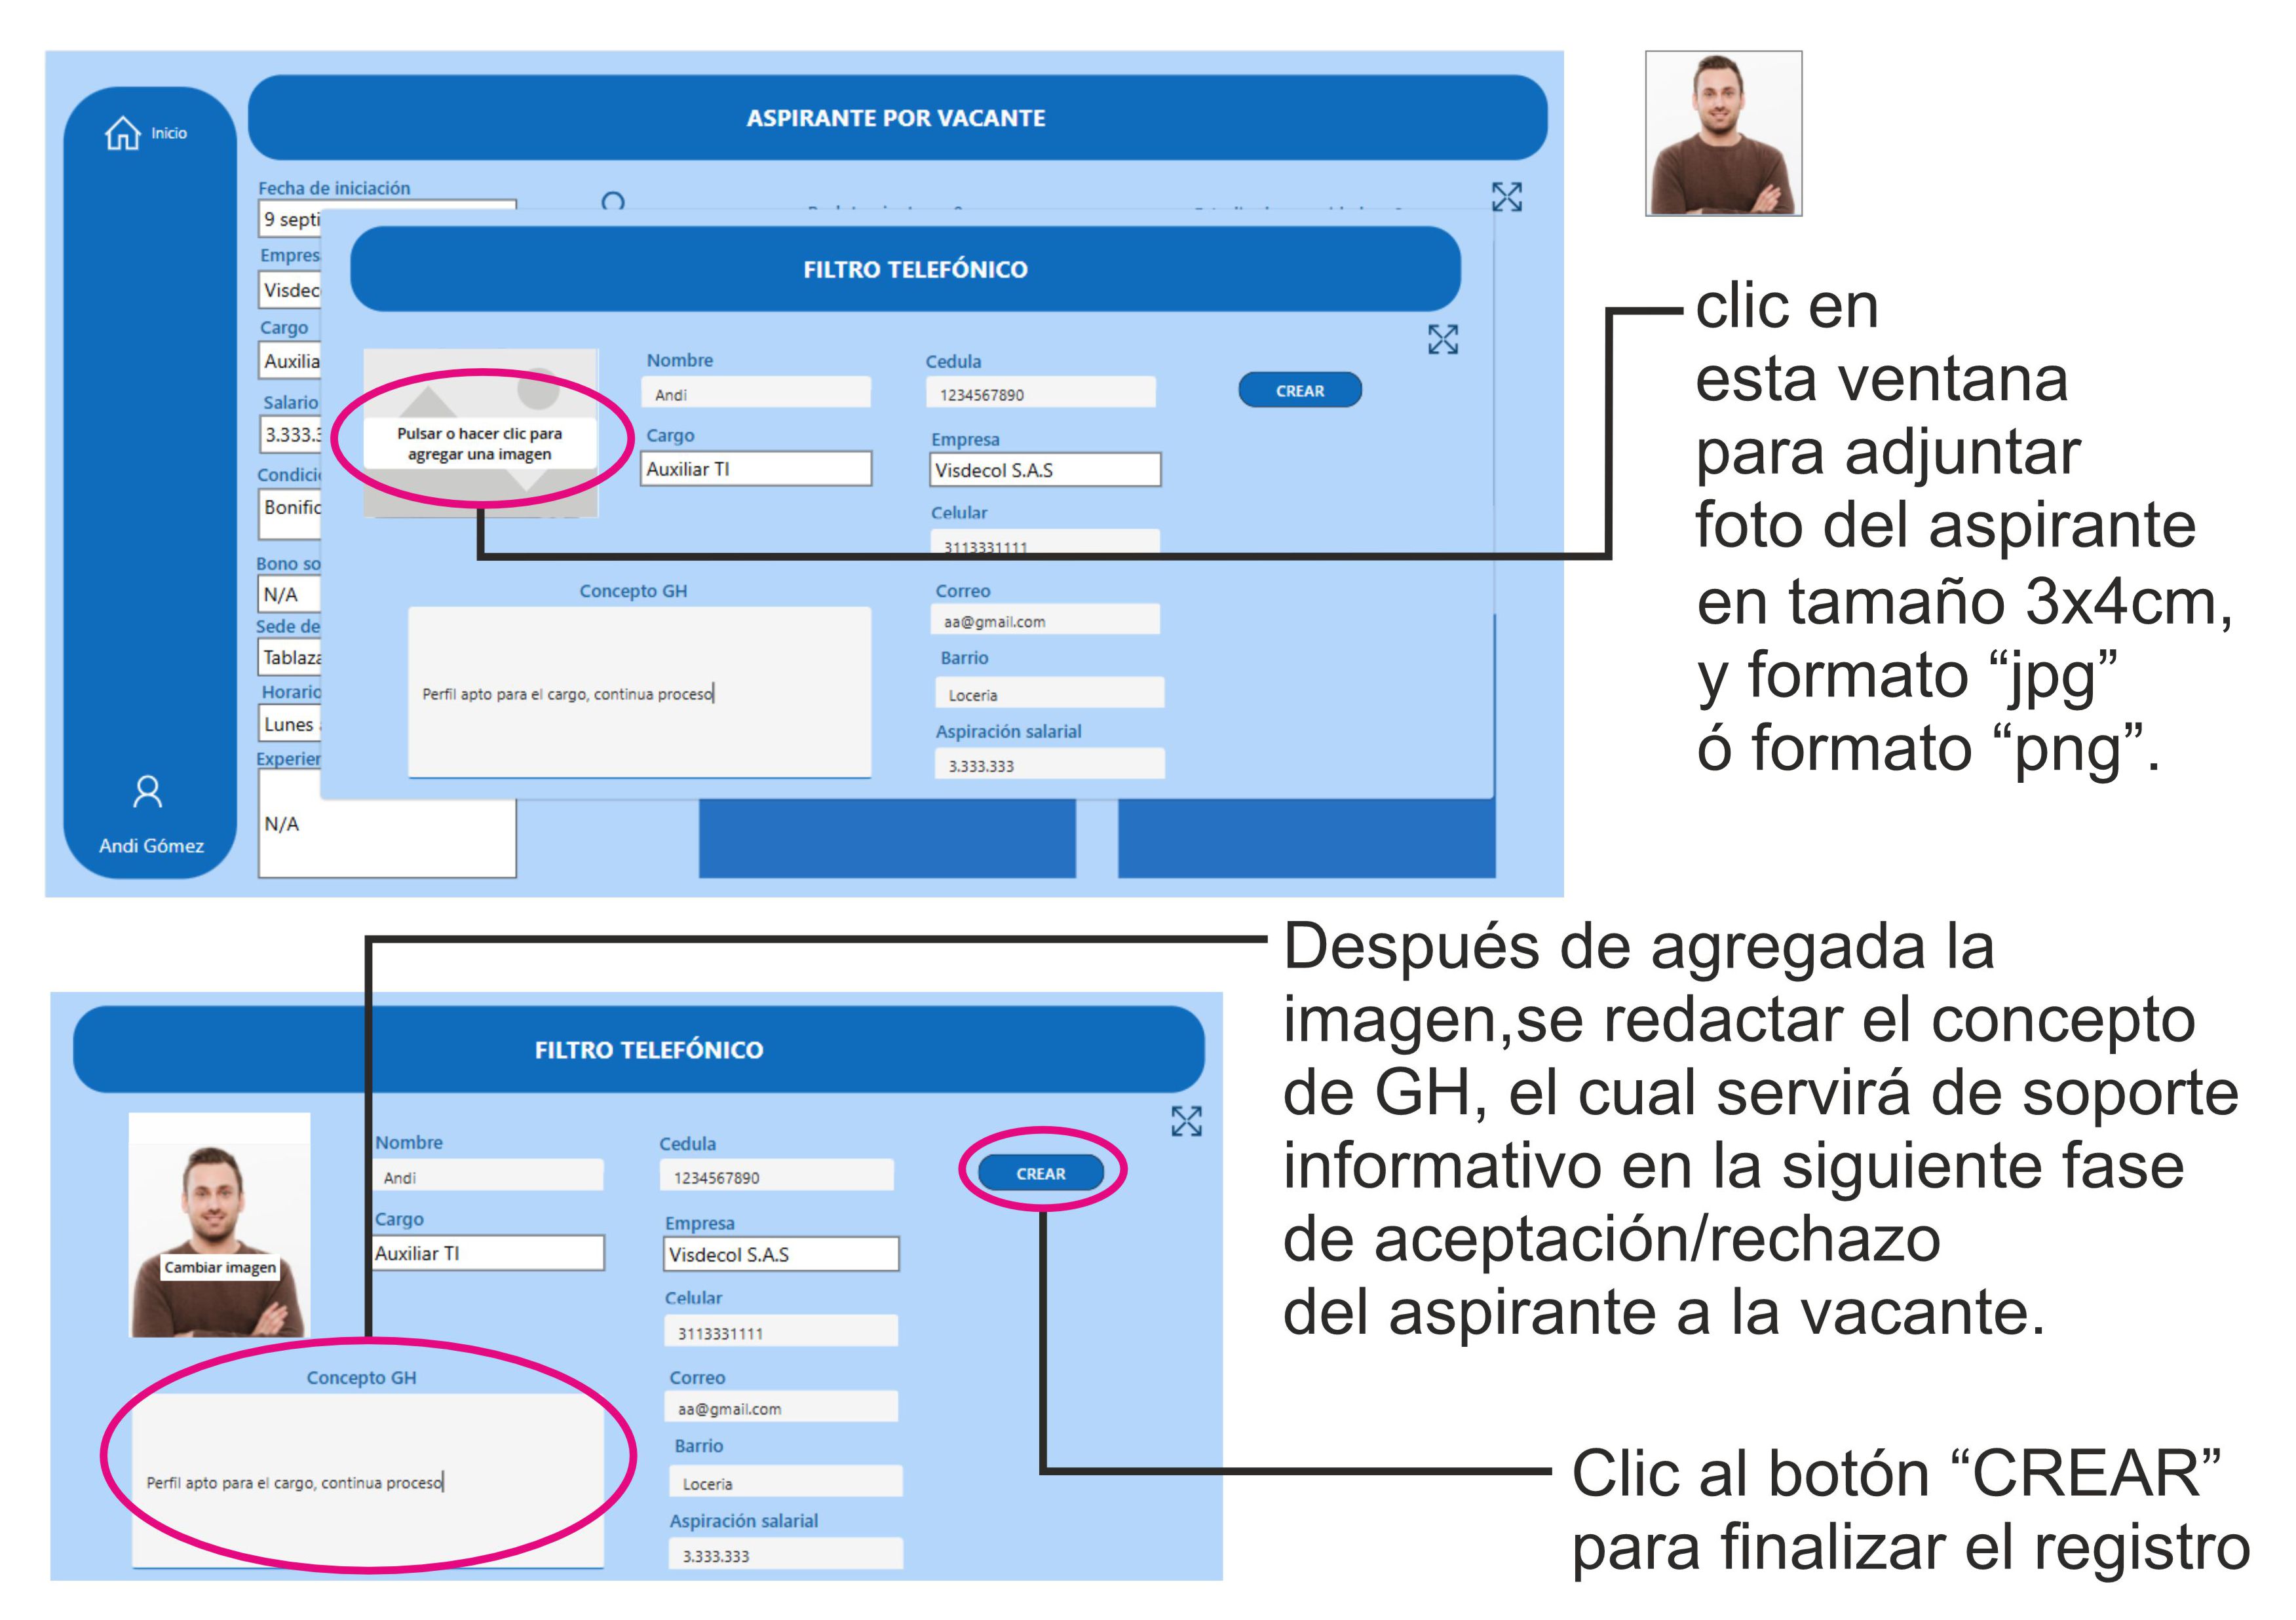 ASPIRANTE POR VACANTE
Inicio
Fecha de iniciación
9 septi
Empres
Visdec
Cargo
Auxilia
Salario
3.333.3
Condici
Bonific
Bono so
N/A
Sede de
Tablaza
Horario
Lunes
Experier
N/A
Andi Gómez
FILTRO TELEFÓNICO
Pulsar o hacer clic para
agregar una imagen
Nombre
Andi
Cargo
Auxiliar TI
Cedula
1234567890
CREAR
Empresa
Visdecol S.A.S
Celular
3113331111
Concepto GH
Perfil apto para el cargo, continua proceso
Correo
aa@gmail.com
Barrio
Loceria
Aspiración salarial
3.333.333
clic en
esta ventana
para adjuntar
foto del aspirante
en tamaño 3x4cm,
y formato “jpg”
ó formato “png”.
Después de agregada la
imagen,se redactar el concepto
de GH, el cual servirá de soporte
informativo en la siguiente fase
de aceptación/rechazo
del aspirante a la vacante.
FILTRO TELEFÓNICO
Cambiar imagen
Nombre
Andi
Cargo
Auxiliar TI
Cedula
1234567890
CREAR
Empresa
Visdecol S.A.S
Celular
3113331111
Concepto GH
Perfil apto para el cargo, continua proceso
Correo
aa@gmail.com
Barrio
Loceria
Aspiración salarial
3.333.333
Clic al botón “CREAR”
para finalizar el registro